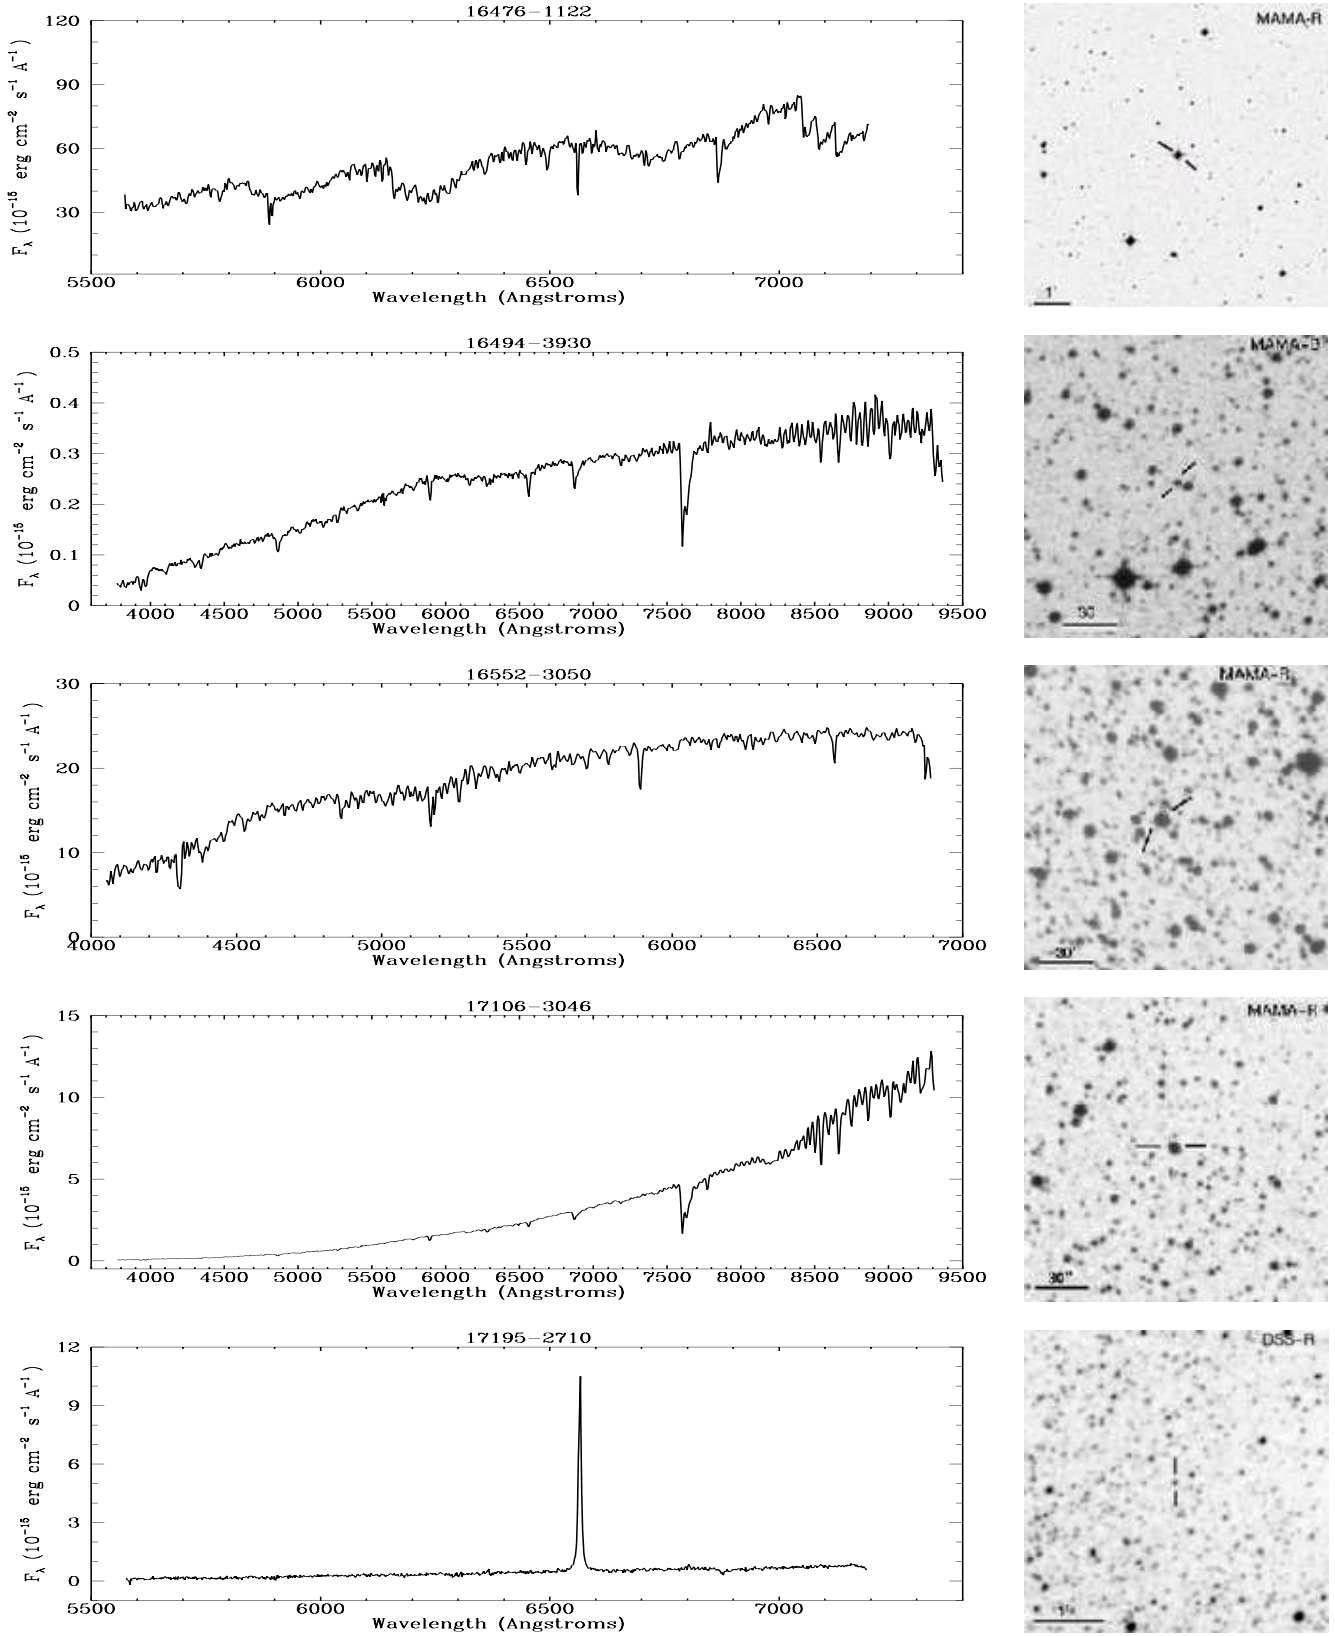 16476−1122
MAMA-R
120
90
60
30
F_λ (10⁻¹⁵ erg cm⁻² s⁻¹ A⁻¹)
5500 6000 6500 7000
Wavelength (Angstroms)
1'
16494−3930
0.5
0.4
0.3
0.2
0.1
0
F_λ (10⁻¹⁵ erg cm⁻² s⁻¹ A⁻¹)
4000 4500 5000 5500 6000 6500 7000 7500 8000 8500 9000 9500
Wavelength (Angstroms)
30
16552−3050
MAMA-R
30
20
10
0
F_λ (10⁻¹⁵ erg cm⁻² s⁻¹ A⁻¹)
4000 4500 5000 5500 6000 6500 7000
Wavelength (Angstroms)
30"
17106−3046
MAMA-R
15
10
5
0
F_λ (10⁻¹⁵ erg cm⁻² s⁻¹ A⁻¹)
4000 4500 5000 5500 6000 6500 7000 7500 8000 8500 9000 9500
Wavelength (Angstroms)
30"
17195−2710
DSS-R
12
9
6
3
0
F_λ (10⁻¹⁵ erg cm⁻² s⁻¹ A⁻¹)
5500 6000 6500 7000
Wavelength (Angstroms)
1'